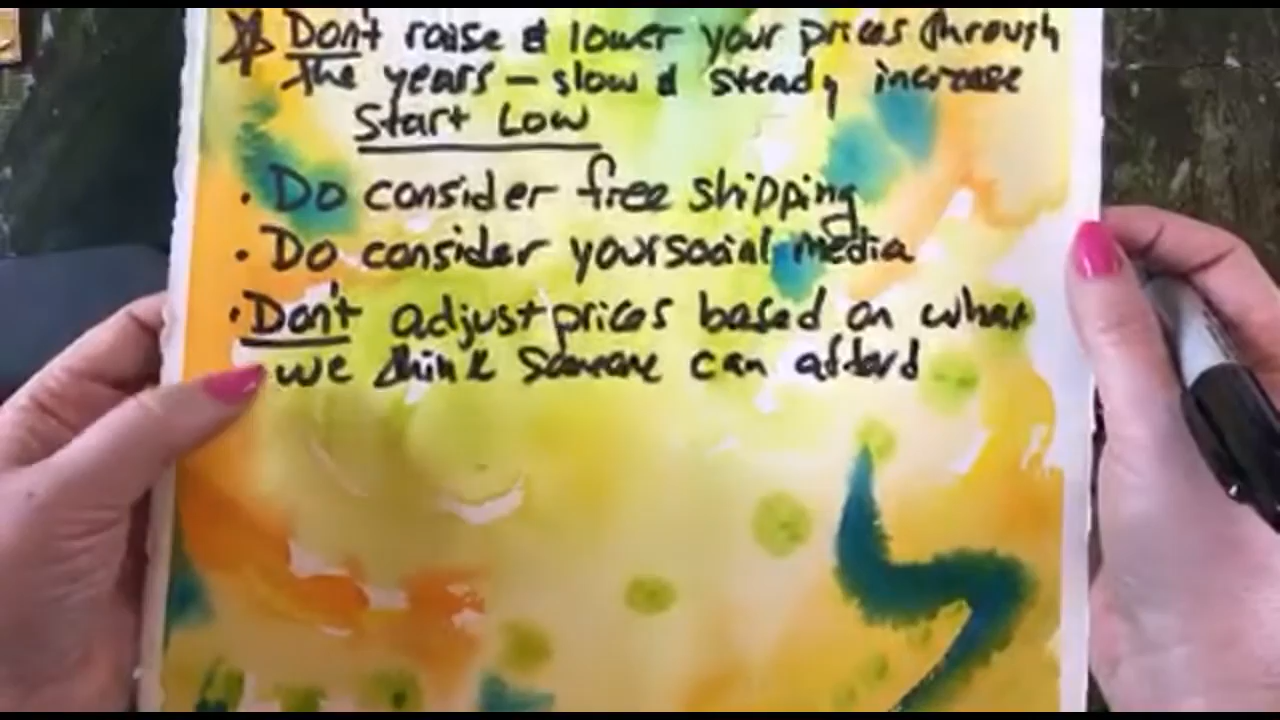 Don't raise & lower your prices through
the years — slow & steady increase
Start Low
• Do consider free shipping
• Do consider your social media
• Don't adjust prices based on what
we think someone can afford